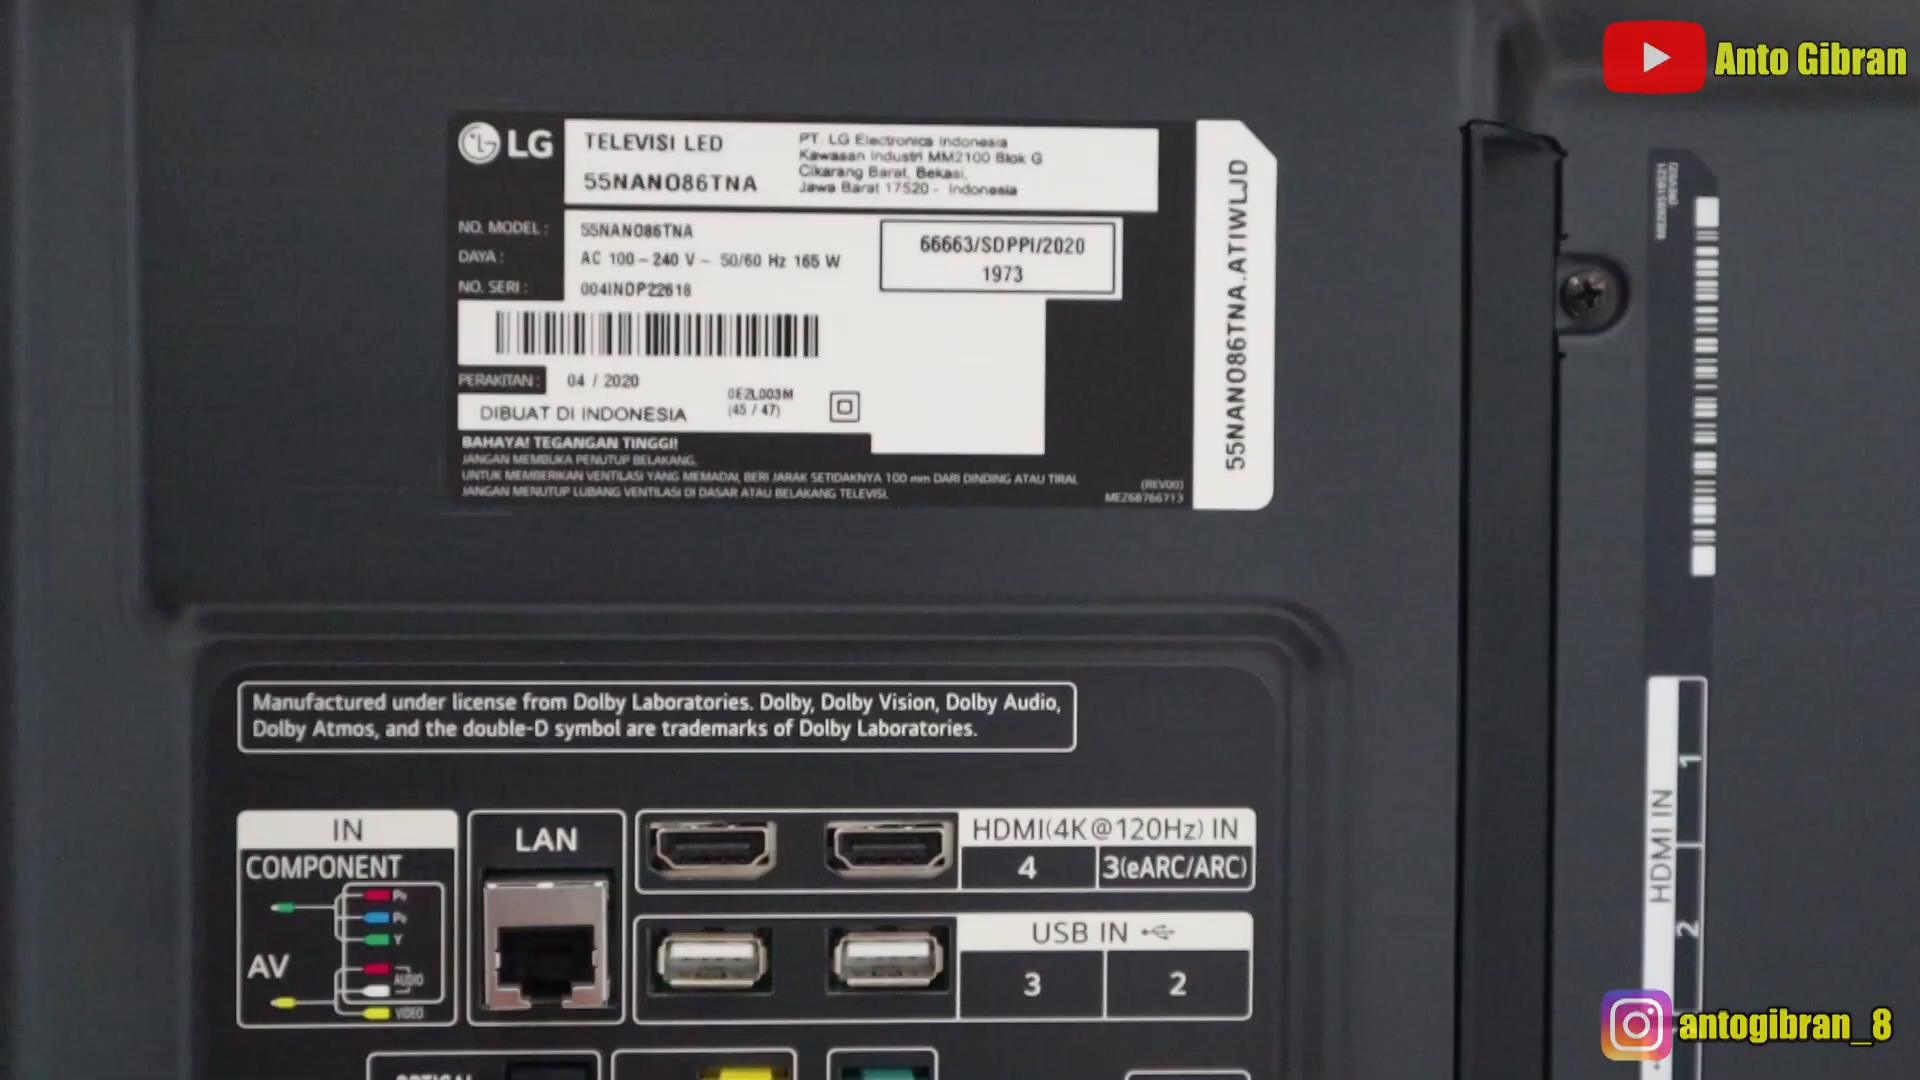 Anto Gibran
LG
TELEVISI LED
55NANO86TNA
PT. LG Electronics Indonesia
Kawasan Industri MM2100 Blok G
Cikarang Barat, Bekasi,
Jawa Barat 17520 - Indonesia
NO. MODEL :
55NANO86TNA
DAYA :
AC 100 – 240 V ~ 50/60 Hz 165 W
NO. SERI :
004INDP22618
66663/SDPPI/2020
1973
PERAKITAN :
04 / 2020
DIBUAT DI INDONESIA
0E2L003M
(45 / 47)
BAHAYA! TEGANGAN TINGGI!
JANGAN MEMBUKA PENUTUP BELAKANG.
UNTUK MEMBERIKAN VENTILASI YANG MEMADAI, BERI JARAK SETIDAKNYA 100 mm DARI DINDING ATAU TIRAI.
JANGAN MENUTUP LUBANG VENTILASI DI DASAR ATAU BELAKANG TELEVISI.
(REV00)
MEZ68766713
55NANO86TNA.ATIWLJD
Manufactured under license from Dolby Laboratories. Dolby, Dolby Vision, Dolby Audio,
Dolby Atmos, and the double-D symbol are trademarks of Dolby Laboratories.
IN
COMPONENT
PR
PB
Y
AV
AUDIO
VIDEO
LAN
HDMI(4K@120Hz) IN
4
3(eARC/ARC)
USB IN
3
2
OPTICAL
HDMI IN
1
2
antogibran_8